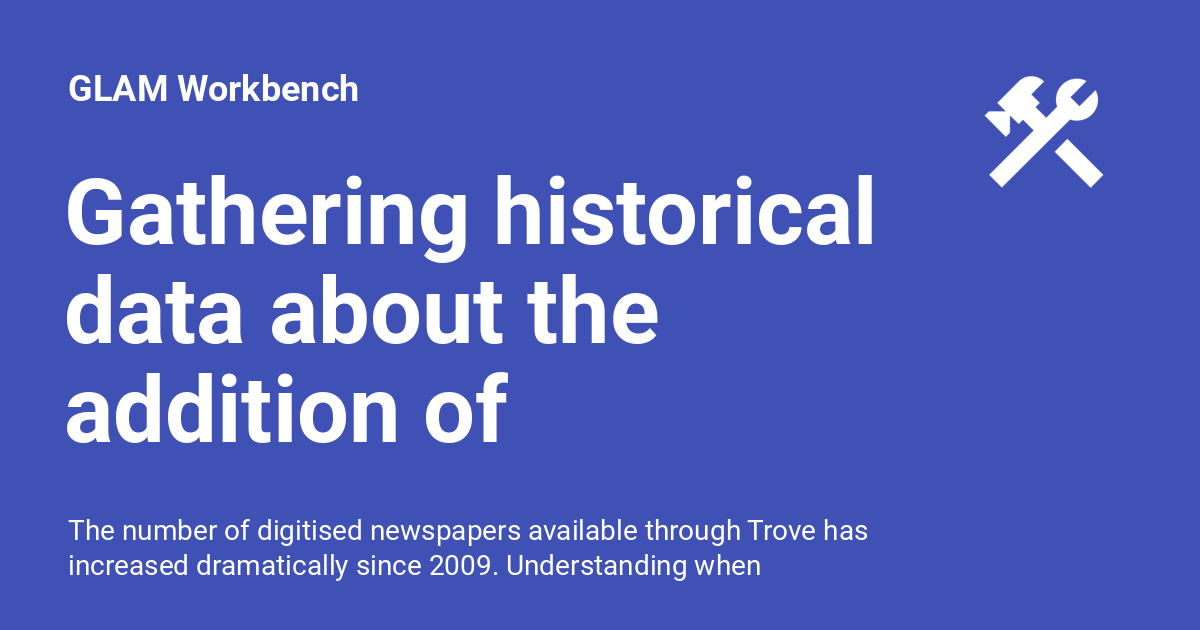 GLAM Workbench
Gathering historical
data about the
addition of
The number of digitised newspapers available through Trove has
increased dramatically since 2009. Understanding when